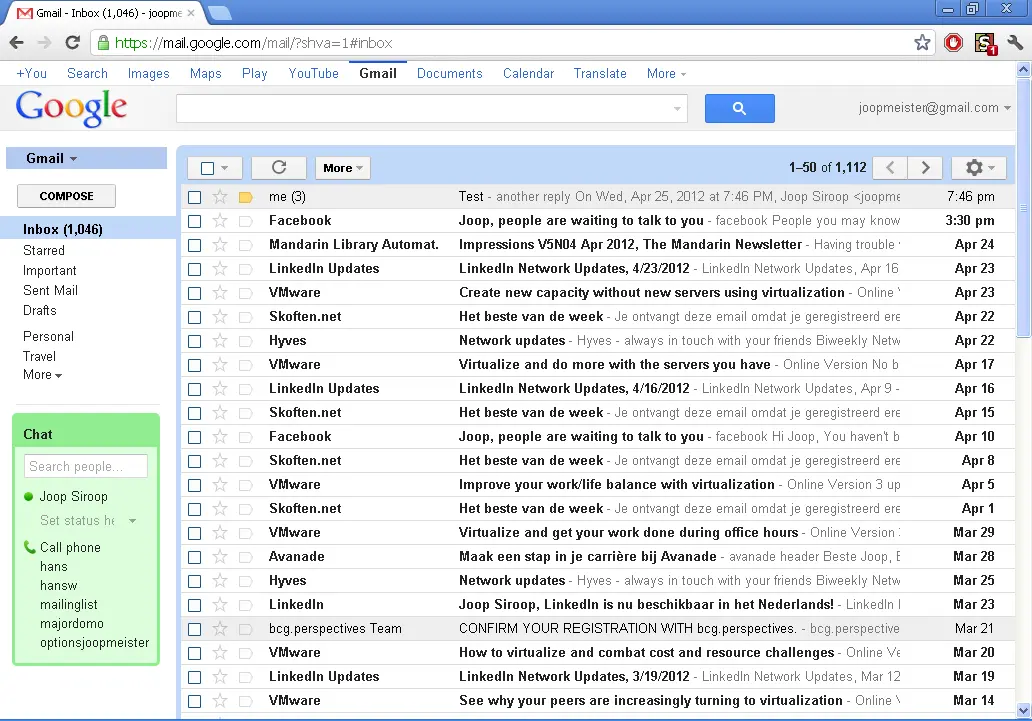 Gmail - Inbox (1,046) - joopme
https://mail.google.com/mail/?shva=1#inbox
1
+You Search Images Maps Play YouTube Gmail Documents Calendar Translate More
Google
joopmeister@gmail.com
Gmail
More 1–50 of 1,112
COMPOSE
Inbox (1,046)
Starred
Important
Sent Mail
Drafts
Personal
Travel
More
Chat
Search people...
Joop Siroop
Set status he
Call phone
hans
hansw
mailinglist
majordomo
optionsjoopmeister
me (3) Test - another reply On Wed, Apr 25, 2012 at 7:46 PM, Joop Siroop <joopme 7:46 pm
Facebook Joop, people are waiting to talk to you - facebook People you may know 3:30 pm
Mandarin Library Automat. Impressions V5N04 Apr 2012, The Mandarin Newsletter - Having trouble Apr 24
LinkedIn Updates LinkedIn Network Updates, 4/23/2012 - LinkedIn Network Updates, Apr 16 Apr 23
VMware Create new capacity without new servers using virtualization - Online Apr 23
Skoften.net Het beste van de week - Je ontvangt deze email omdat je geregistreerd ere Apr 22
Hyves Network updates - Hyves - always in touch with your friends Biweekly Netw Apr 22
VMware Virtualize and do more with the servers you have - Online Version No b Apr 17
LinkedIn Updates LinkedIn Network Updates, 4/16/2012 - LinkedIn Network Updates, Apr 9 - Apr 16
Skoften.net Het beste van de week - Je ontvangt deze email omdat je geregistreerd ere Apr 15
Facebook Joop, people are waiting to talk to you - facebook Hi Joop, You haven't b Apr 10
Skoften.net Het beste van de week - Je ontvangt deze email omdat je geregistreerd ere Apr 8
VMware Improve your work/life balance with virtualization - Online Version 3 up Apr 5
Skoften.net Het beste van de week - Je ontvangt deze email omdat je geregistreerd ere Apr 1
VMware Virtualize and get your work done during office hours - Online Version Mar 29
Avanade Maak een stap in je carrière bij Avanade - avanade header Beste Joop, E Mar 28
Hyves Network updates - Hyves - always in touch with your friends Biweekly Netw Mar 25
LinkedIn Joop Siroop, LinkedIn is nu beschikbaar in het Nederlands! - LinkedIn Mar 23
bcg.perspectives Team CONFIRM YOUR REGISTRATION WITH bcg.perspectives. - bcg.perspective Mar 21
VMware How to virtualize and combat cost and resource challenges - Online Mar 20
LinkedIn Updates LinkedIn Network Updates, 3/19/2012 - LinkedIn Network Updates, Mar 12 Mar 19
VMware See why your peers are increasingly turning to virtualization - Online Mar 14